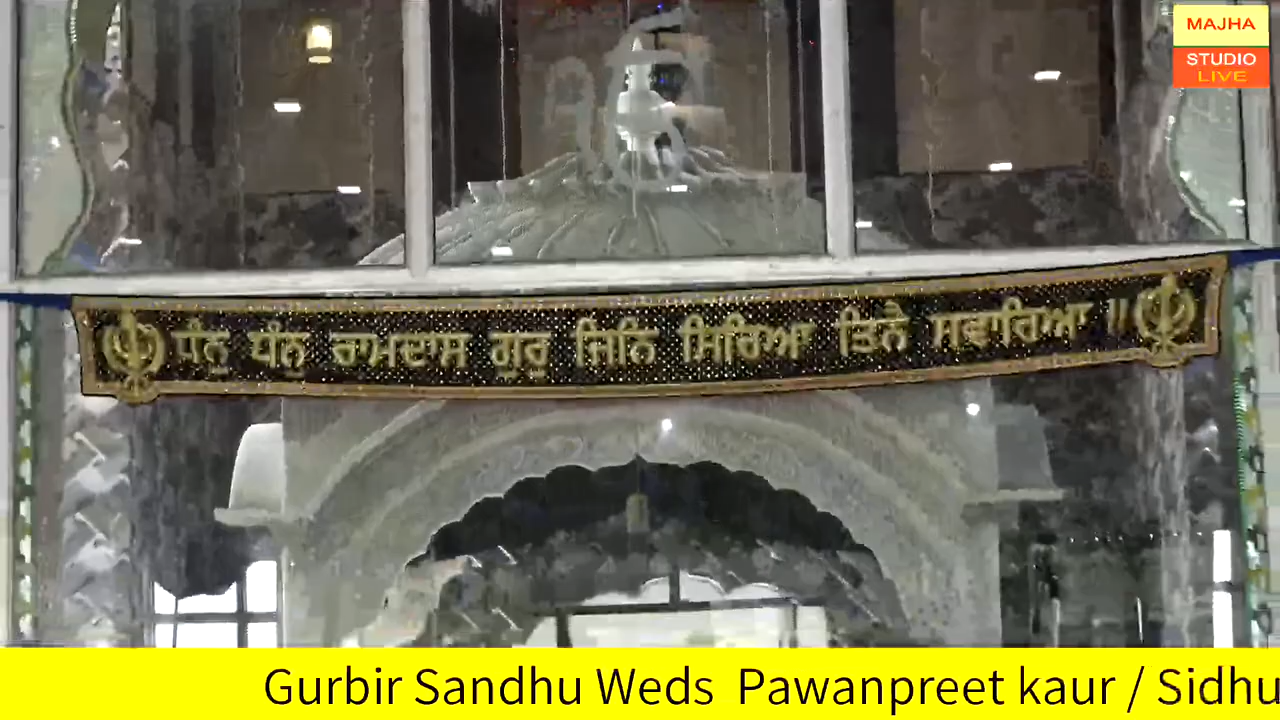 MAJHA
STUDIO
LIVE
ਧੰਨੁ ਧੰਨੁ ਰਾਮਦਾਸ ਗੁਰੁ ਜਿਨਿ ਸਿਰਿਆ ਤਿਨੈ ਸਵਾਰਿਆ ॥
Gurbir Sandhu Weds Pawanpreet kaur / Sidhu